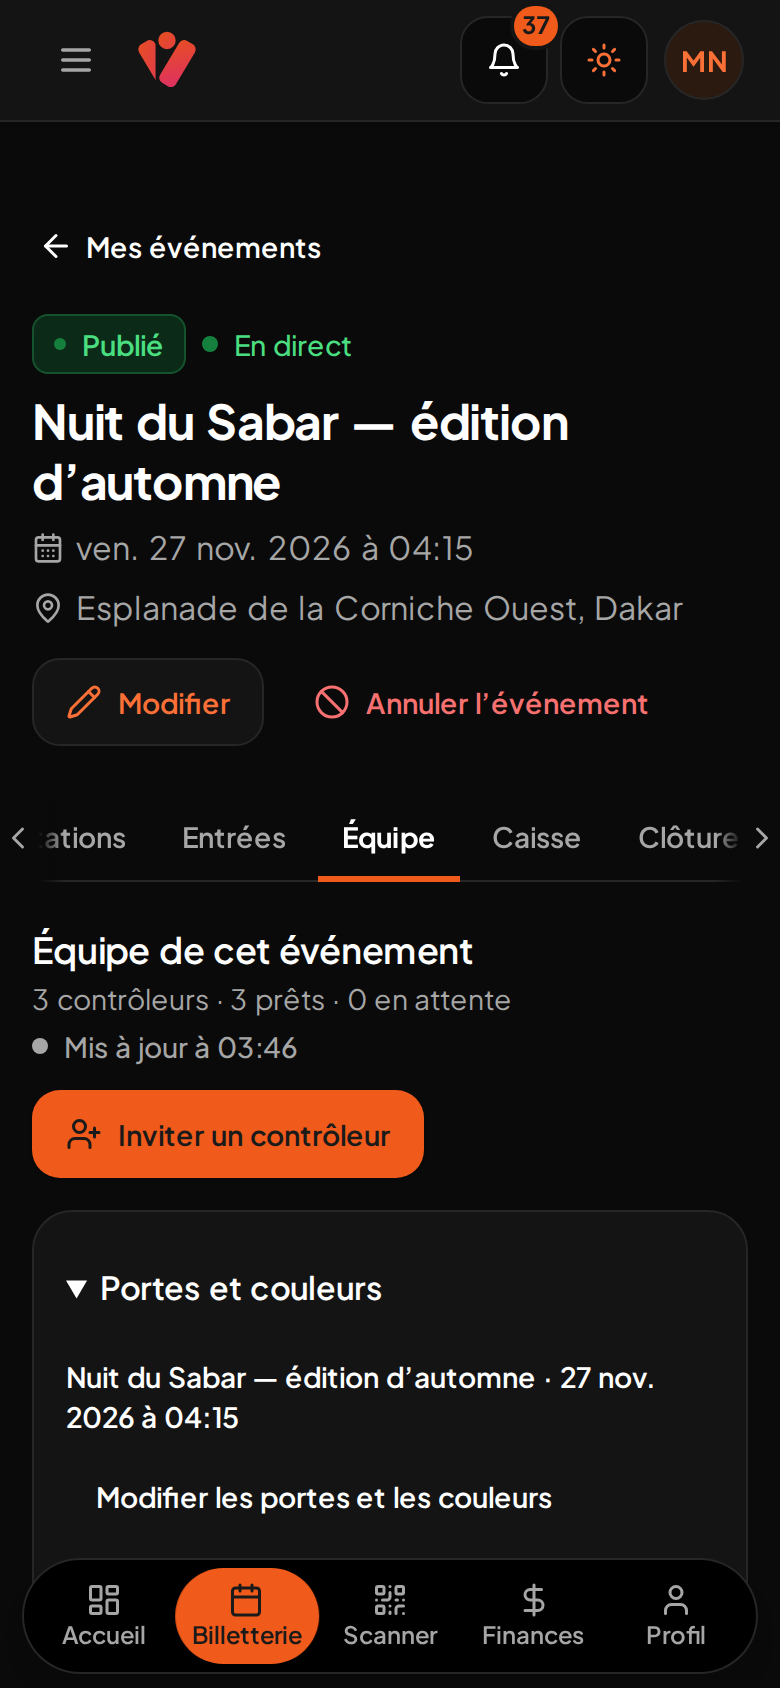 37
MN
Mes événements
Publié
En direct
Nuit du Sabar — édition
d’automne
ven. 27 nov. 2026 à 04:15
Esplanade de la Corniche Ouest, Dakar
Modifier
Annuler l’événement
ations Entrées Équipe Caisse Clôture
Équipe de cet événement
3 contrôleurs · 3 prêts · 0 en attente
Mis à jour à 03:46
Inviter un contrôleur
Portes et couleurs
Nuit du Sabar — édition d’automne · 27 nov.
2026 à 04:15
Modifier les portes et les couleurs
Accueil Billetterie Scanner Finances Profil